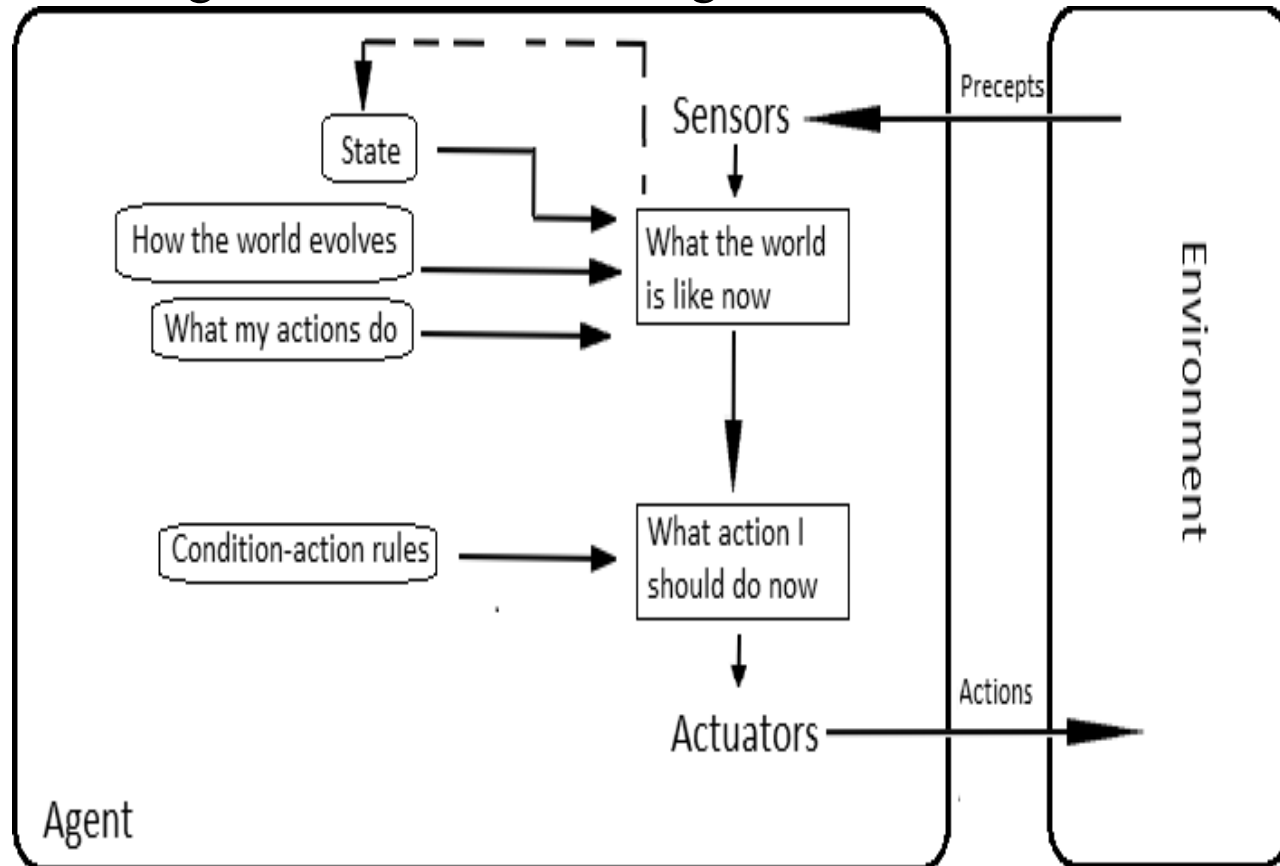 Precepts
Sensors
State
How the world evolves
What the world
is like now
What my actions do
Environment
Condition-action rules
What action I
should do now
Actions
Actuators
Agent